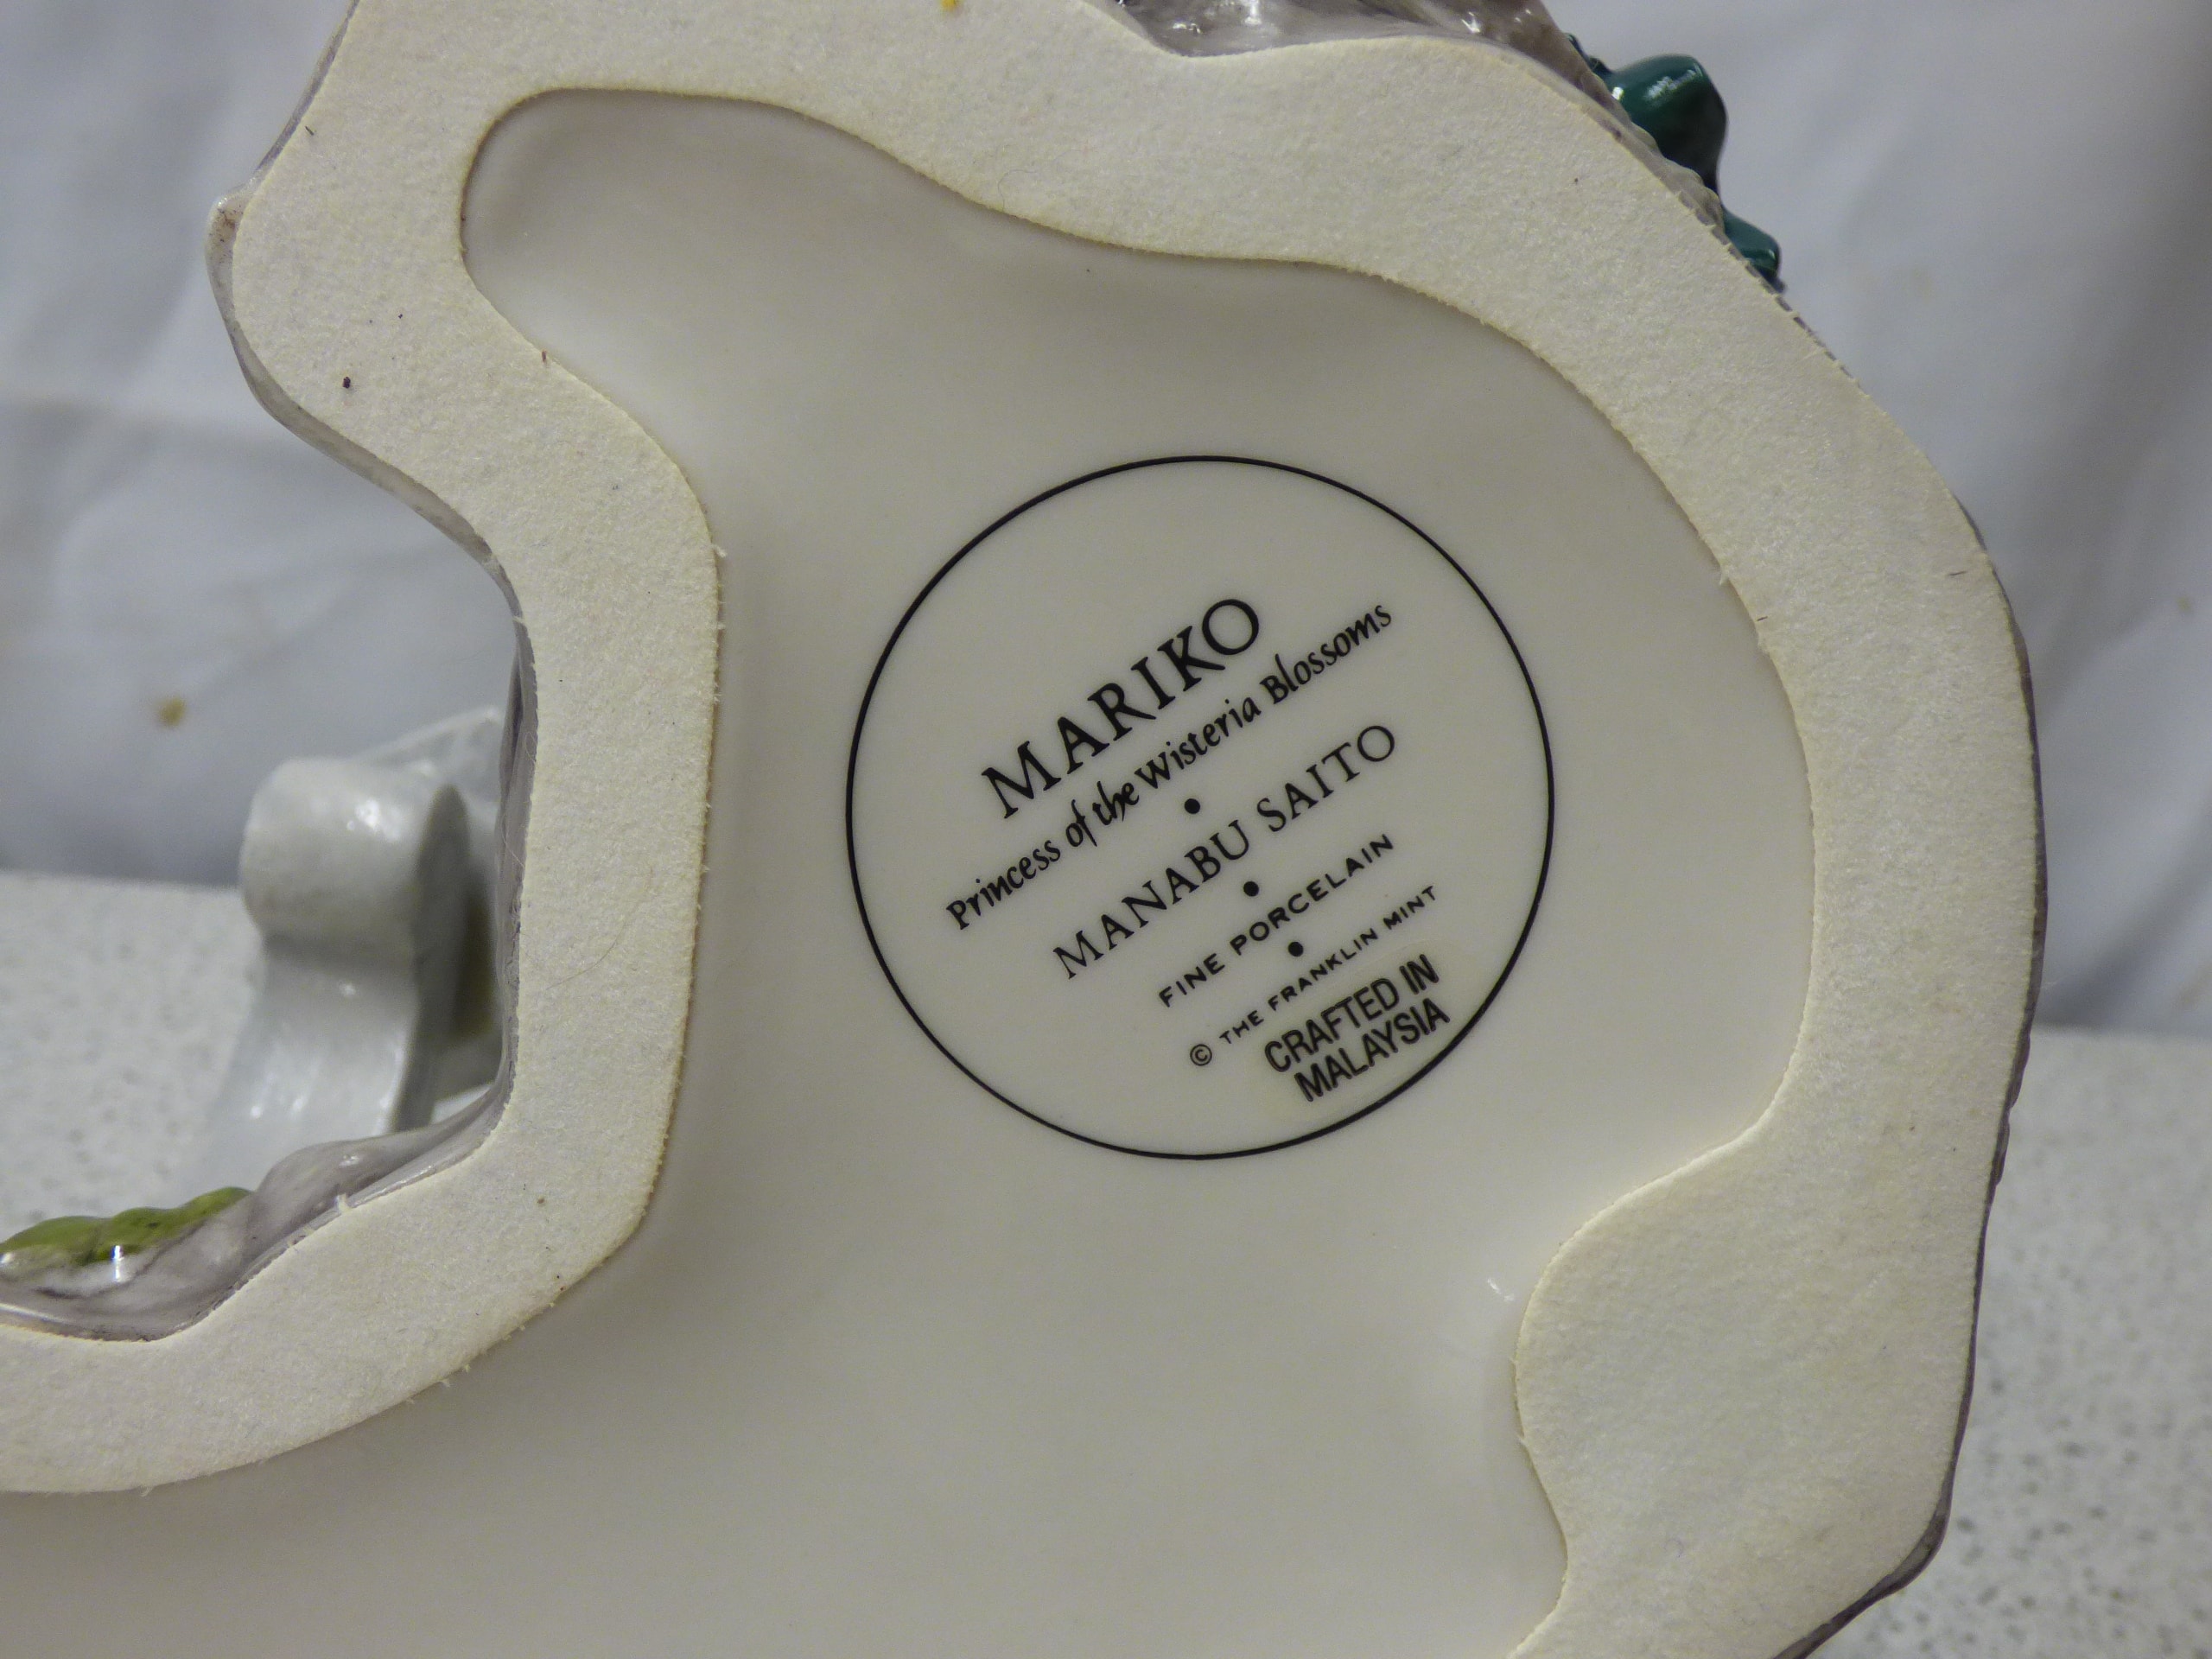 MARIKO
Princess of the Wisteria Blossoms
•
MANABU SAITO
•
FINE PORCELAIN
•
© THE FRANKLIN MINT
CRAFTED IN
MALAYSIA